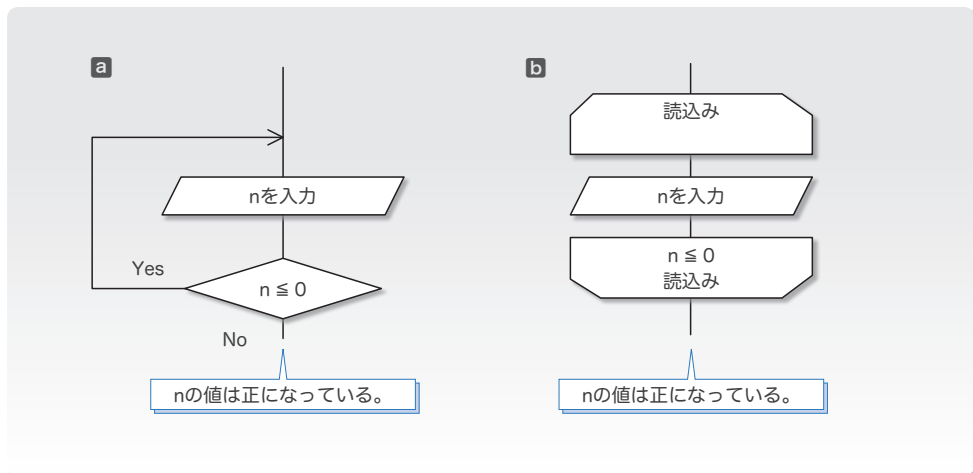 a
nを入力
Yes
n ≦ 0
No
nの値は正になっている。
b
読込み
nを入力
n ≦ 0
読込み
nの値は正になっている。